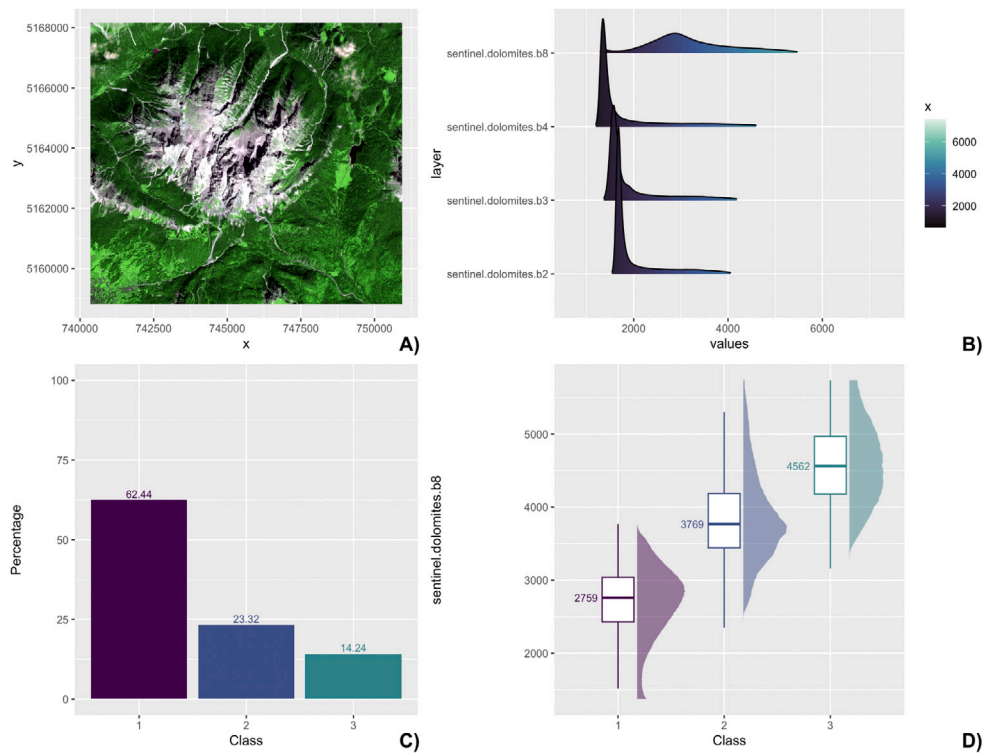 5168000
5166000
5164000
5162000
5160000
y
740000 742500 745000 747500 750000
x
A)
sentinel.dolomites.b8
sentinel.dolomites.b4
sentinel.dolomites.b3
sentinel.dolomites.b2
layer
2000 4000 6000
values
B)
x
6000
4000
2000
100
75
50
25
0
Percentage
62.44
23.32
14.24
1 2 3
Class
C)
sentinel.dolomites.b8
5000
4000
3000
2000
2759
3769
4562
1 2 3
Class
D)